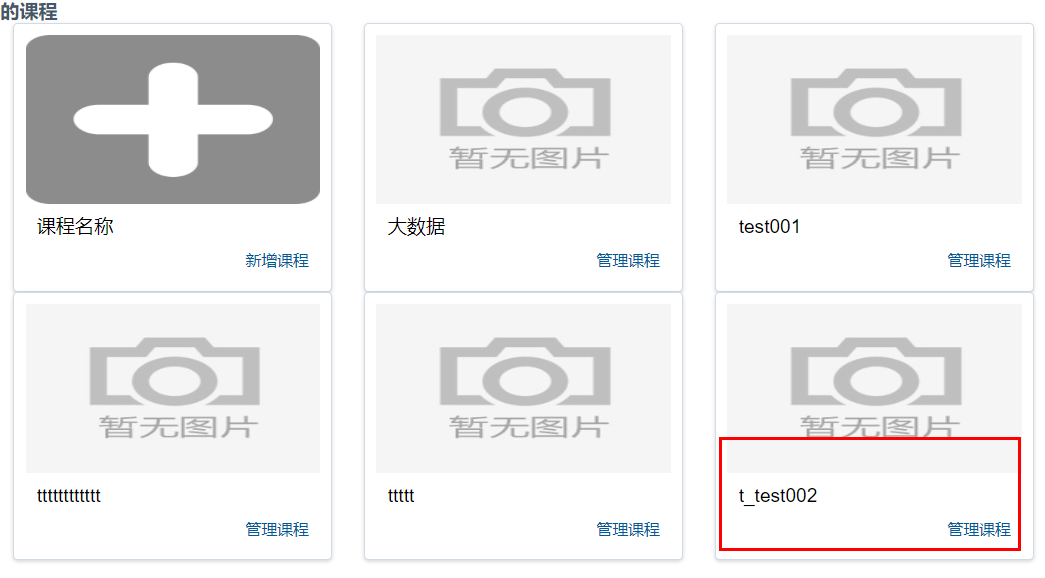 的课程
暂无图片
暂无图片
课程名称
大数据
test001
新增课程
管理课程
管理课程
暂无图片
暂无图片
暂无图片
tttttttttttt
ttttt
t_test002
管理课程
管理课程
管理课程